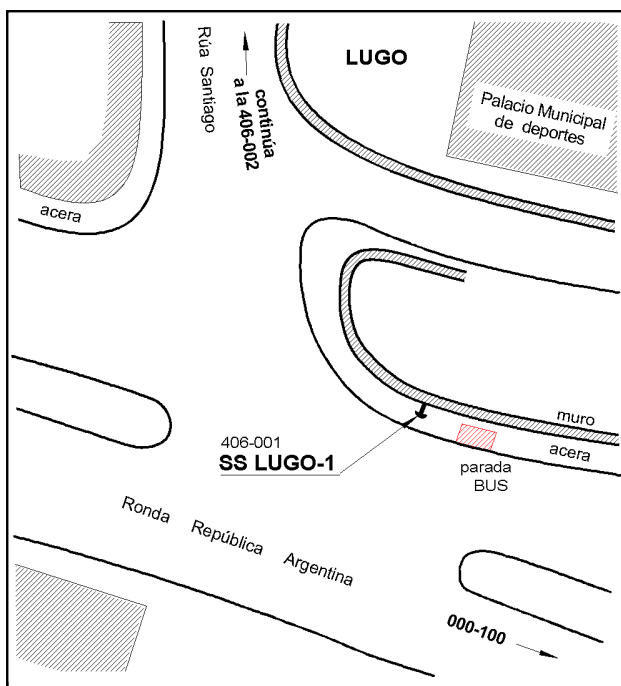 LUGO
Rúa Santiago
continúa
a la 406-002
Palacio Municipal
de deportes
acera
muro
406-001
SS LUGO-1
acera
parada
BUS
Ronda República Argentina
000-100